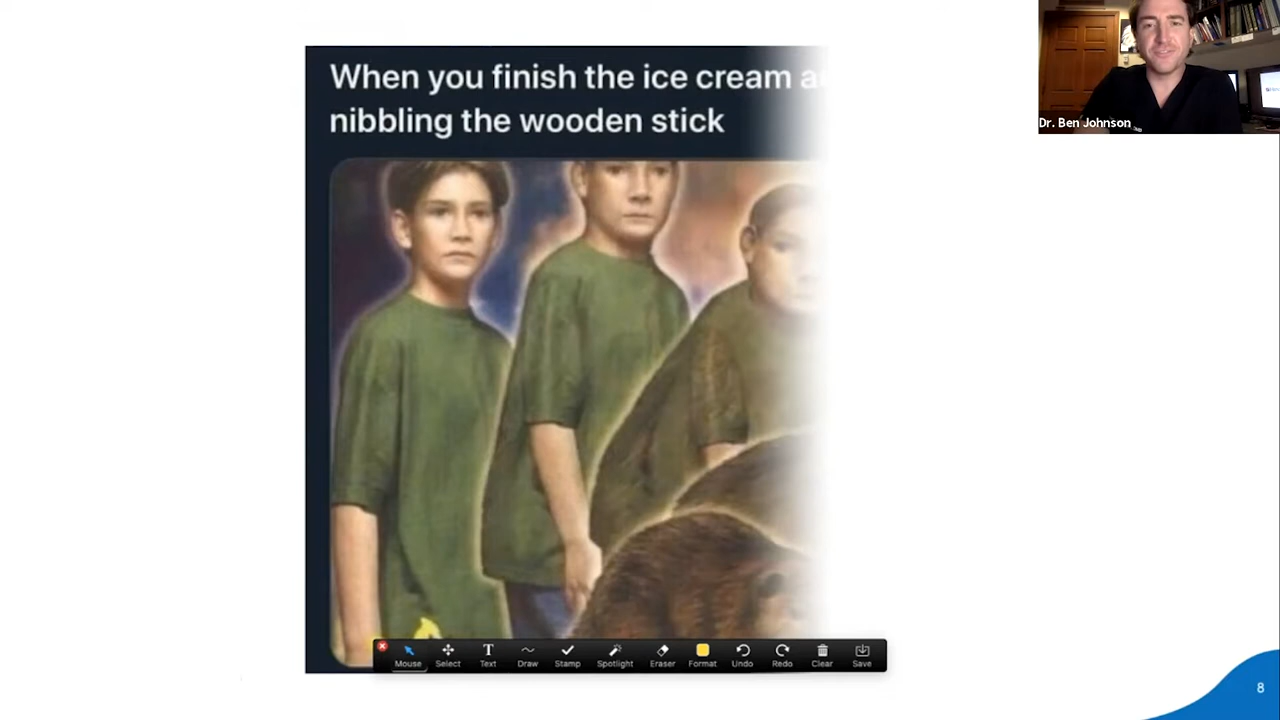 When you finish the ice cream
nibbling the wooden stick
Dr. Ben Johnson
Mouse
Select
Text
Draw
Stamp
Spotlight
Eraser
Format
Undo
Redo
Clear
Save
8